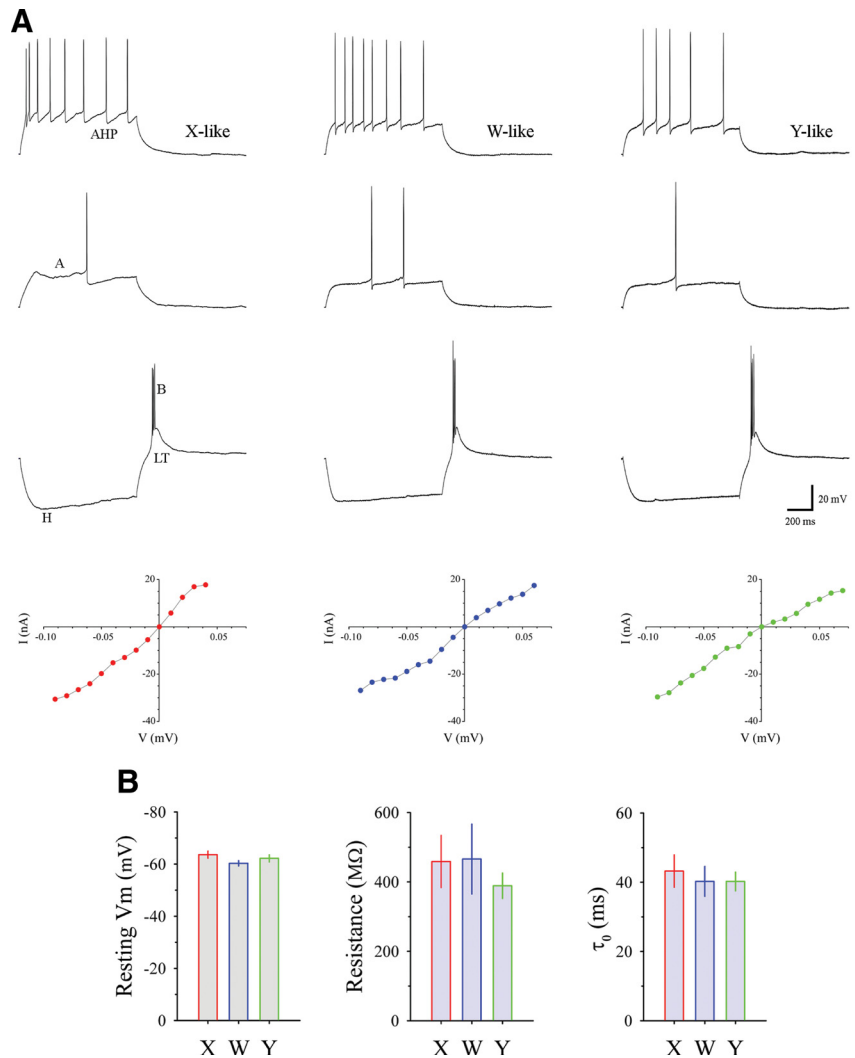 A
X-like
W-like
Y-like
AHP
A
B
LT
H
20 mV
200 ms
20
-0.10
-0.05
0.05
-20
-40
I (nA)
V (mV)
20
-0.10
-0.05
0.05
-20
-40
I (nA)
V (mV)
20
-0.10
-0.05
0.05
-20
-40
I (nA)
V (mV)
B
-80
-60
-40
-20
0
Resting Vm (mV)
X W Y
600
400
200
0
Resistance (MΩ)
X W Y
60
40
20
0
τ0 (ms)
X W Y